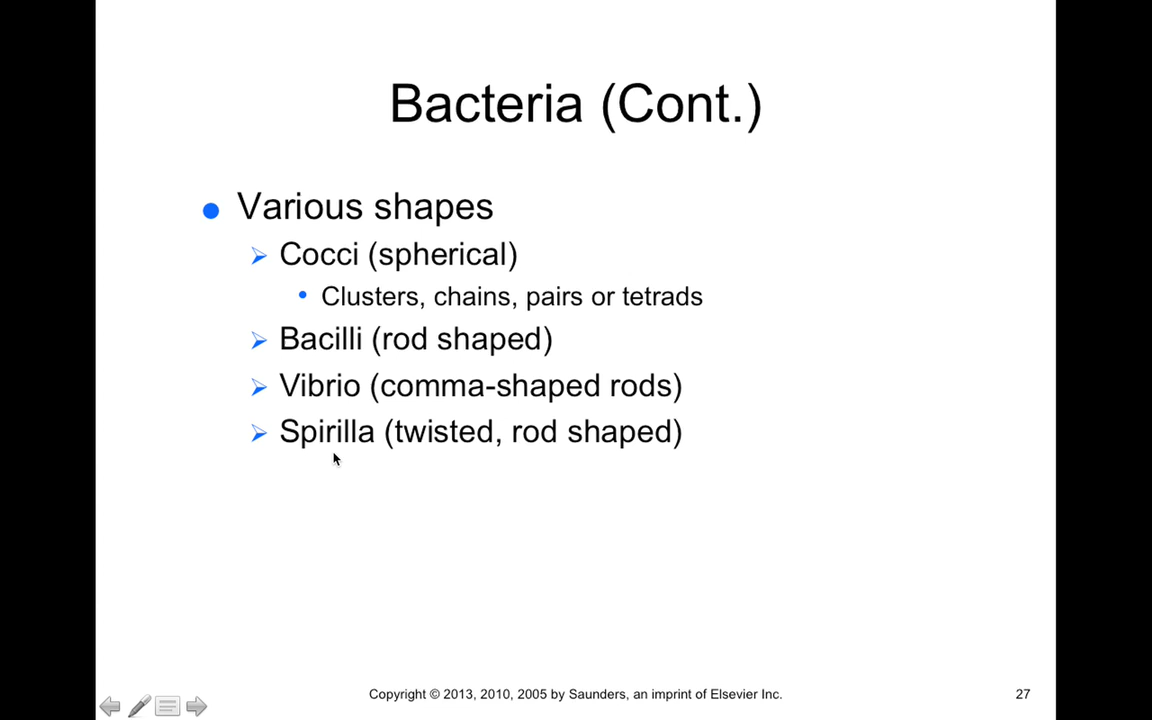 Bacteria (Cont.)
Various shapes
Cocci (spherical)
Clusters, chains, pairs or tetrads
Bacilli (rod shaped)
Vibrio (comma-shaped rods)
Spirilla (twisted, rod shaped)
Copyright © 2013, 2010, 2005 by Saunders, an imprint of Elsevier Inc.
27